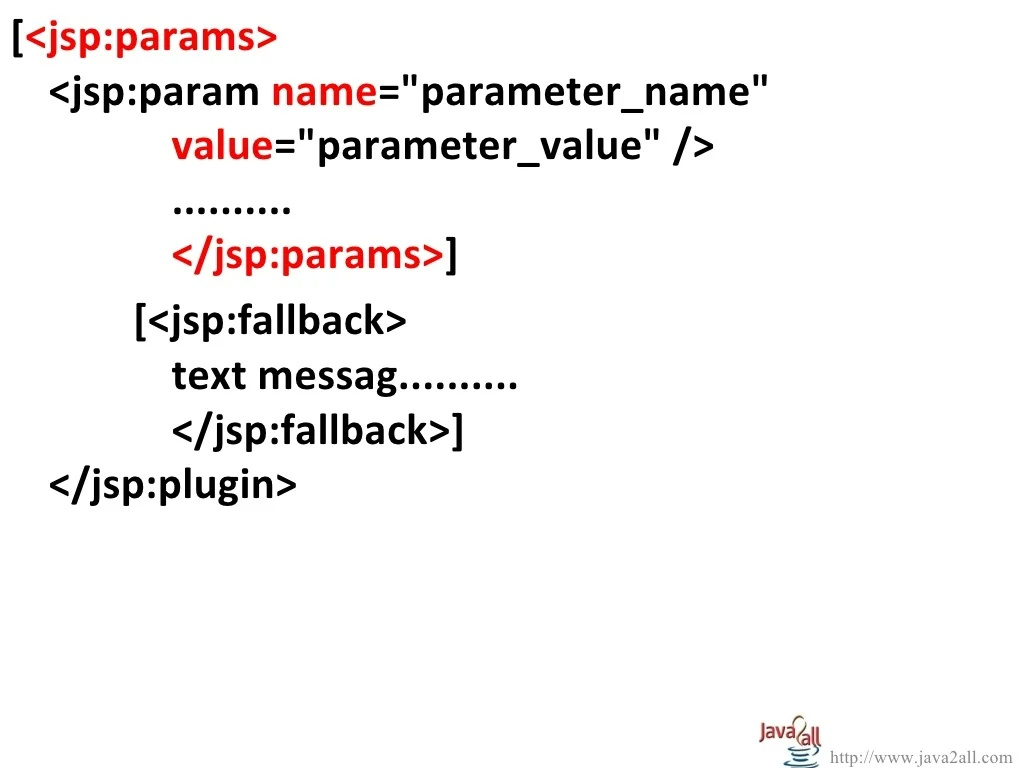 [<jsp:params>
<jsp:param name="parameter_name"
value="parameter_value" />
..........
</jsp:params>]
[<jsp:fallback>
text messag..........
</jsp:fallback>]
</jsp:plugin>
Java2all
http://www.java2all.com